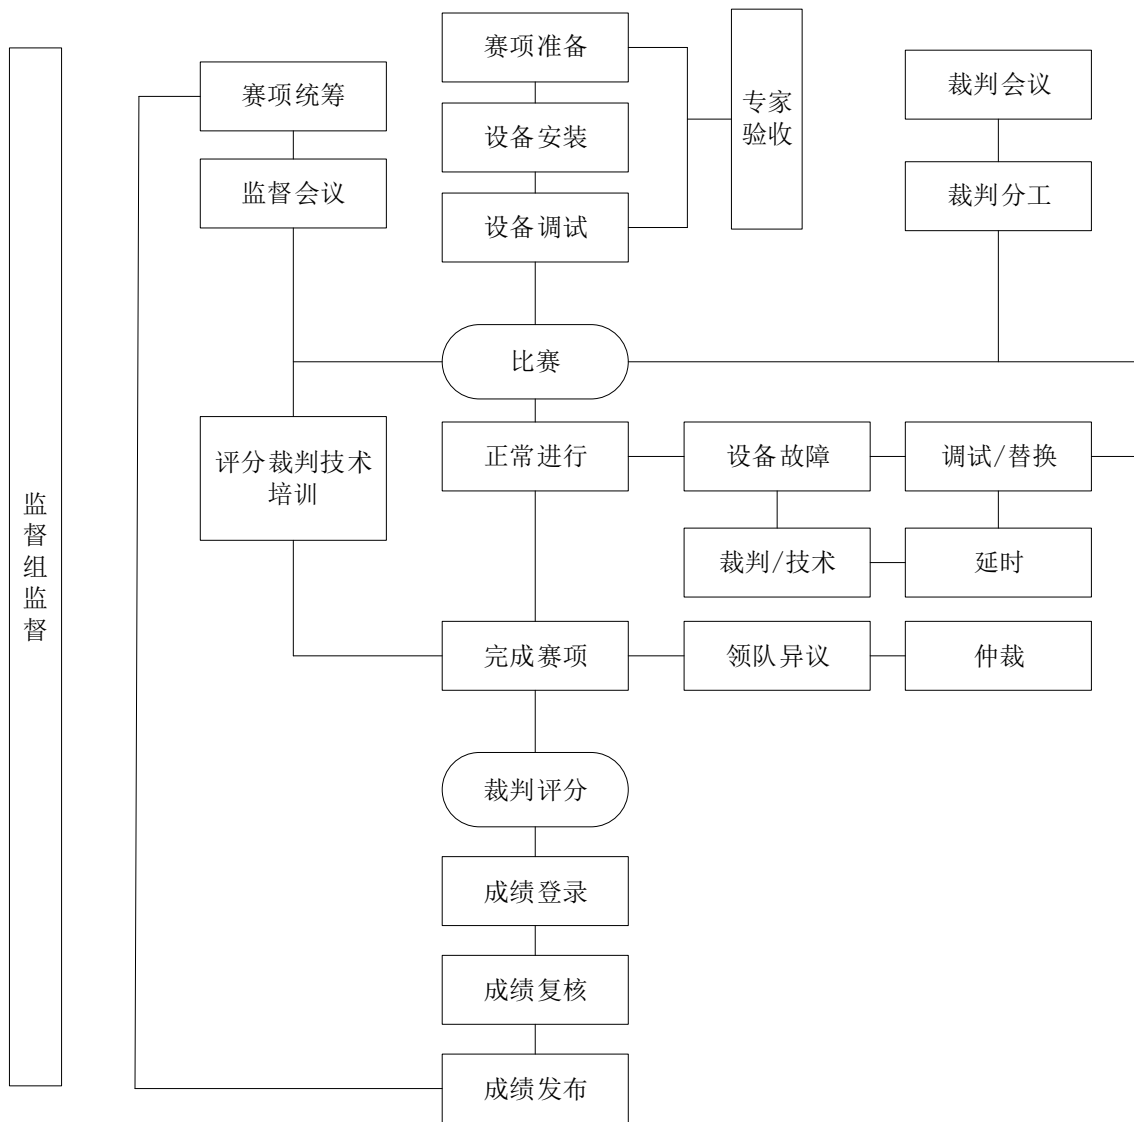 赛项准备
赛项统筹
专家
验收
裁判会议
设备安装
监督会议
裁判分工
设备调试
比赛
评分裁判技术
培训
正常进行
设备故障
调试/替换
监
督
组
监
督
裁判/技术
延时
完成赛项
领队异议
仲裁
裁判评分
成绩登录
成绩复核
成绩发布